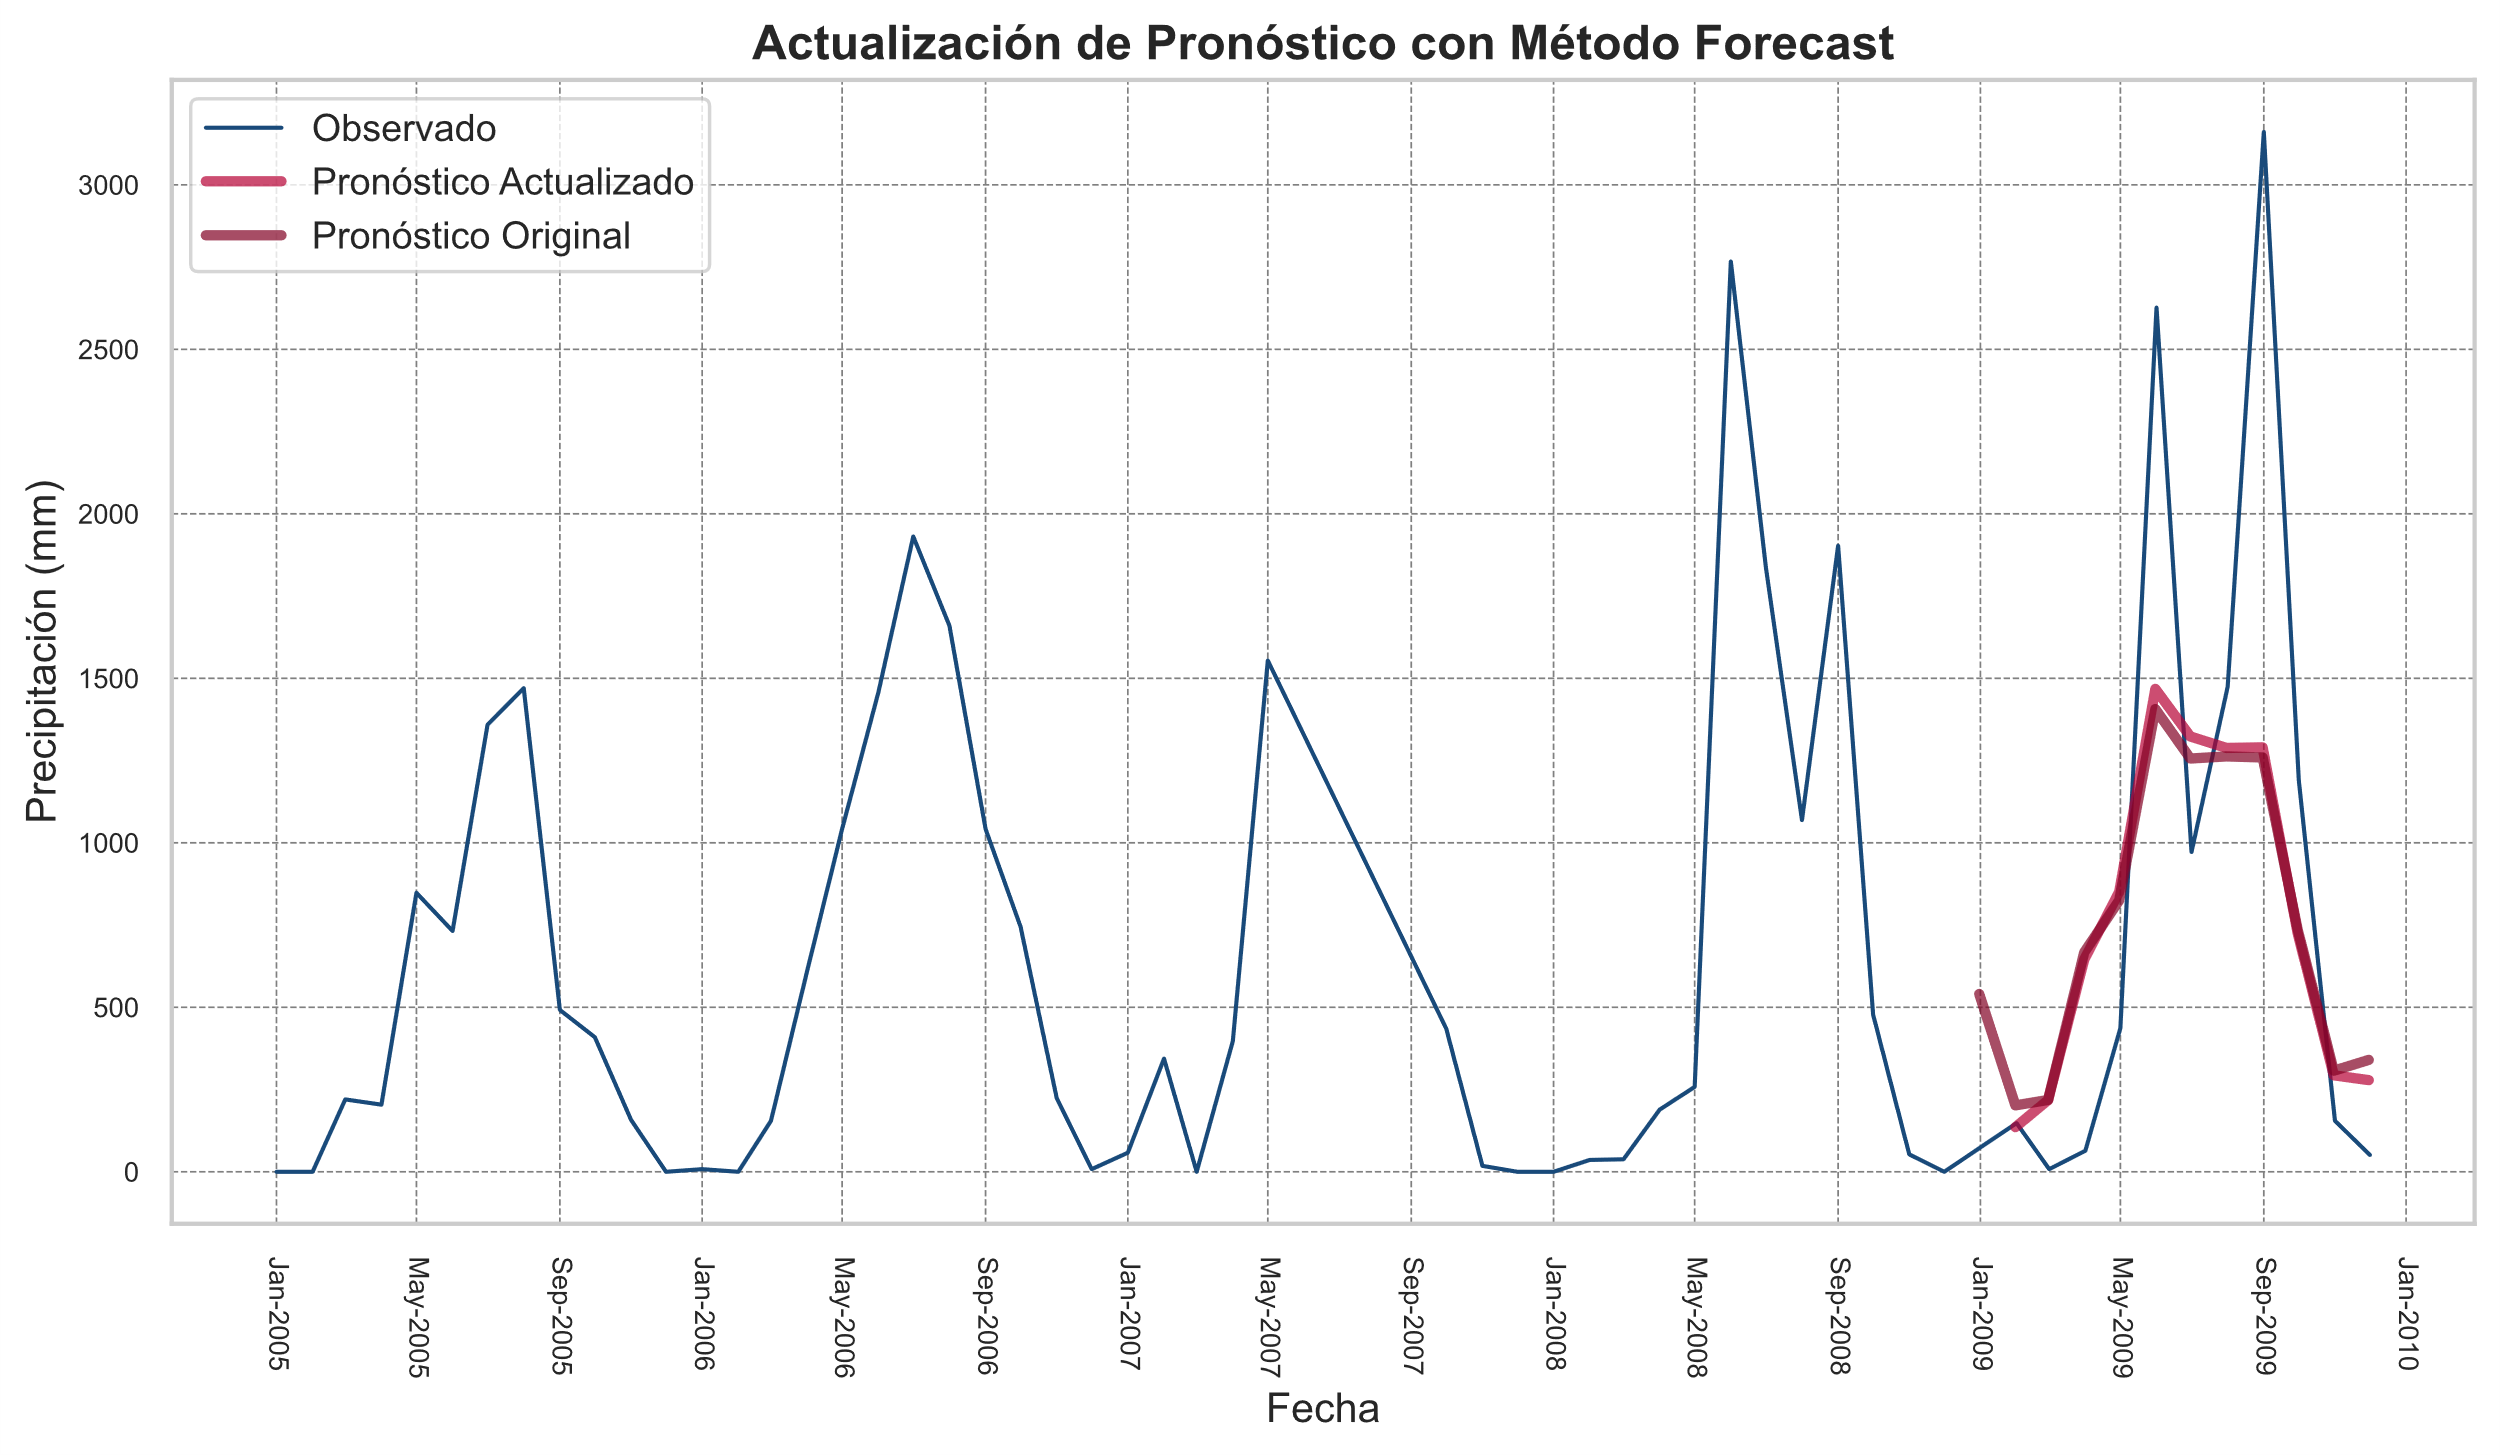 Actualización de Pronóstico con Método Forecast
Observado
Pronóstico Actualizado
Pronóstico Original
Precipitación (mm)
3000
2500
2000
1500
1000
500
0
Jan-2005
May-2005
Sep-2005
Jan-2006
May-2006
Sep-2006
Jan-2007
May-2007
Sep-2007
Jan-2008
May-2008
Sep-2008
Jan-2009
May-2009
Sep-2009
Jan-2010
Fecha